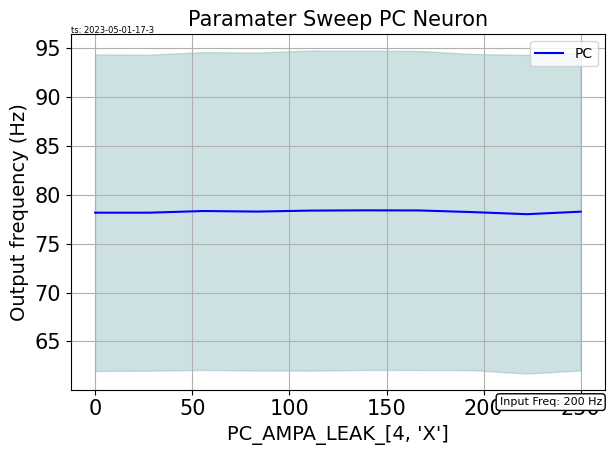 Paramater Sweep PC Neuron
ts: 2023-05-01-17-3
PC
95
90
85
80
75
70
65
Output frequency (Hz)
0 50 100 150 200 250
Input Freq: 200 Hz
PC_AMPA_LEAK_[4, 'X']